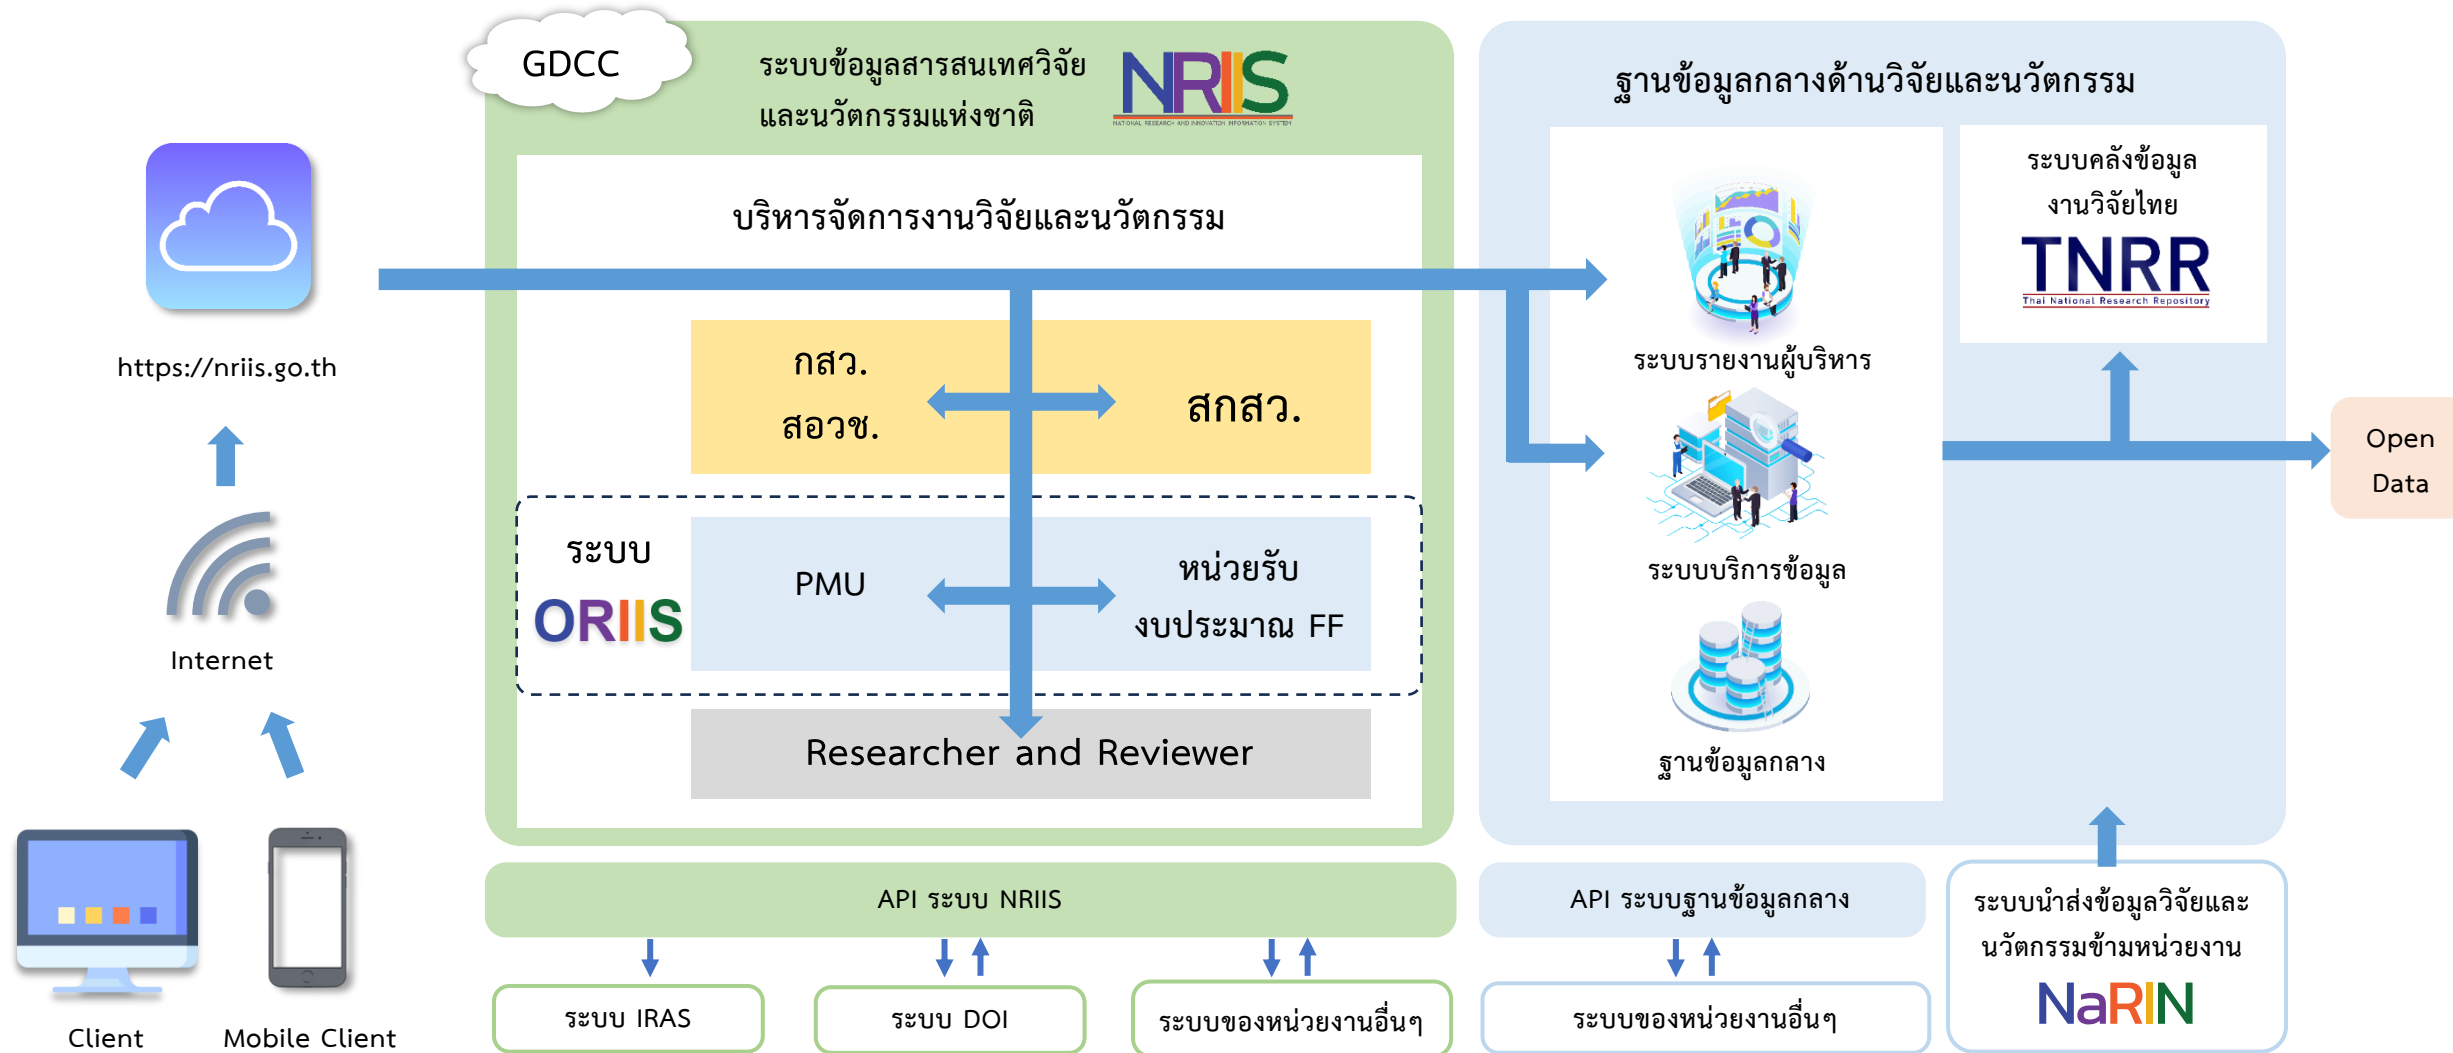 GDCC
ระบบข้อมูลสารสนเทศวิจัย
และนวัตกรรมแห่งชาติ
NRIIS
NATIONAL RESEARCH AND INNOVATION INFORMATION SYSTEM
บริหารจัดการงานวิจัยและนวัตกรรม
กสว.
สอวช.
สกสว.
ระบบ
ORIIS
PMU
หน่วยรับ
งบประมาณ FF
Researcher and Reviewer
https://nriis.go.th
Internet
Client
Mobile Client
ฐานข้อมูลกลางด้านวิจัยและนวัตกรรม
ระบบรายงานผู้บริหาร
ระบบบริการข้อมูล
ฐานข้อมูลกลาง
ระบบคลังข้อมูล
งานวิจัยไทย
TNRR
Thai National Research Repository
Open
Data
API ระบบ NRIIS
ระบบ IRAS
ระบบ DOI
ระบบของหน่วยงานอื่นๆ
API ระบบฐานข้อมูลกลาง
ระบบของหน่วยงานอื่นๆ
ระบบนำส่งข้อมูลวิจัยและ
นวัตกรรมข้ามหน่วยงาน
NaRIN